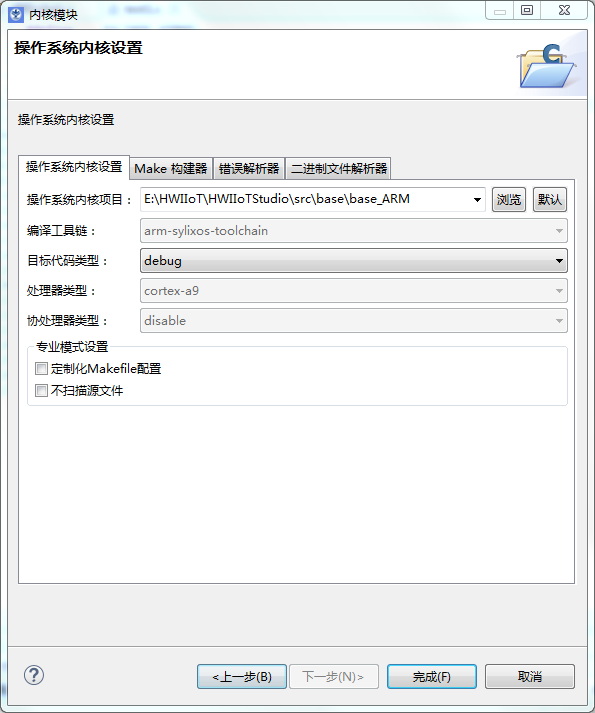 内核模块
操作系统内核设置
操作系统内核设置
操作系统内核设置 Make 构建器 错误解析器 二进制文件解析器
操作系统内核项目： E:\HWIIoT\HWIIoTStudio\src\base\base_ARM 浏览 默认
编译工具链： arm-sylixos-toolchain
目标代码类型： debug
处理器类型： cortex-a9
协处理器类型： disable
专业模式设置
定制化Makefile配置
不扫描源文件
<上一步(B) 下一步(N)> 完成(F) 取消